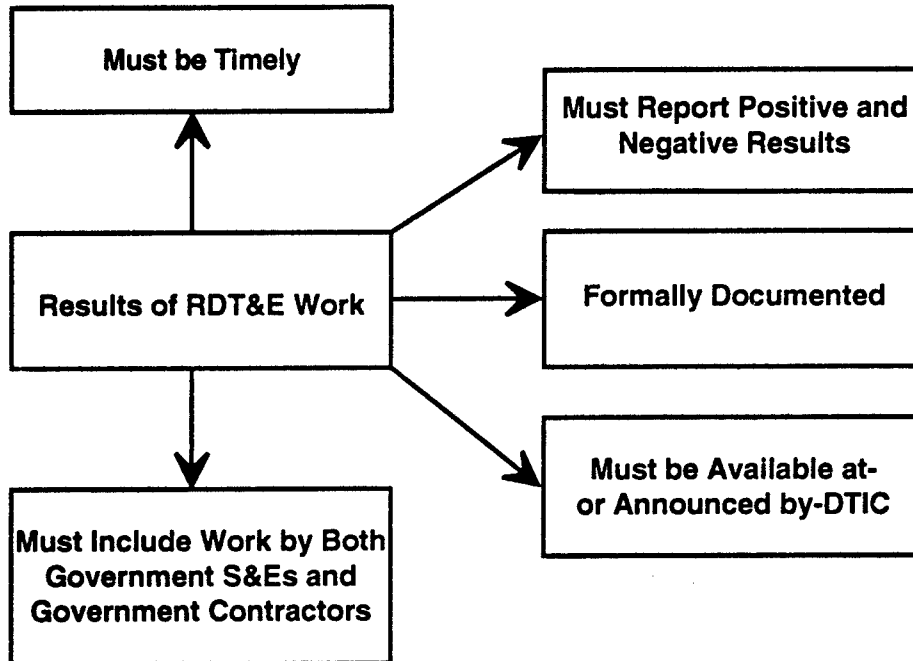 Must be Timely
Must Report Positive and
Negative Results
Results of RDT&E Work
Formally Documented
Must be Available at-
or Announced by-DTIC
Must Include Work by Both
Government S&Es and
Government Contractors